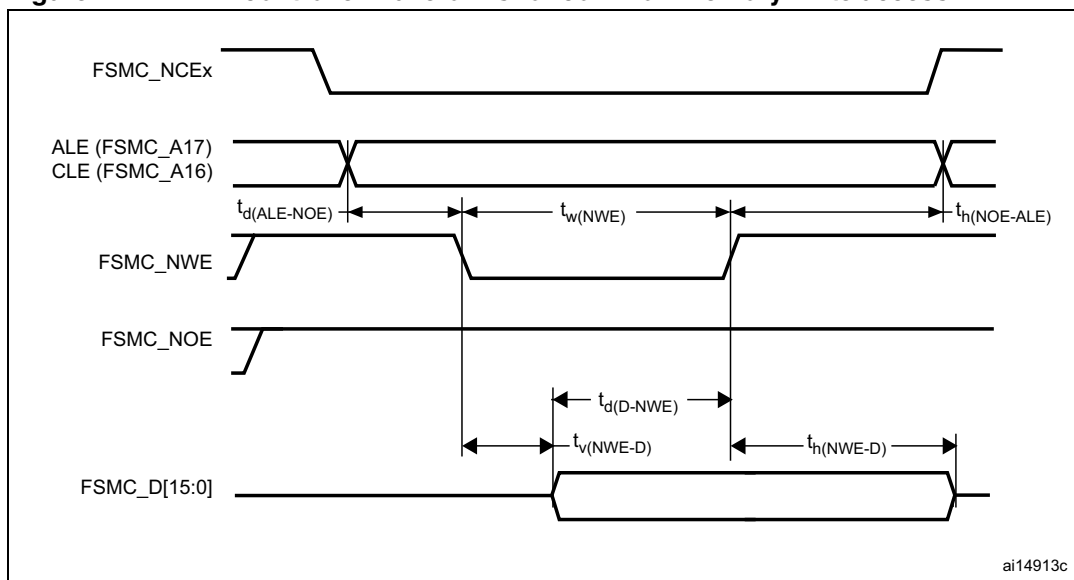 FSMC_NCEx
ALE (FSMC_A17)
CLE (FSMC_A16)
td(ALE-NOE)
tw(NWE)
th(NOE-ALE)
FSMC_NWE
FSMC_NOE
td(D-NWE)
tv(NWE-D)
th(NWE-D)
FSMC_D[15:0]
ai14913c